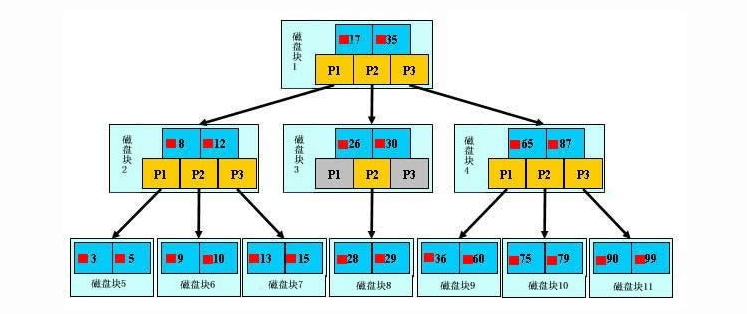 磁盘块1
17 35
P1 P2 P3
磁盘块2
8 12
P1 P2 P3
磁盘块3
26 30
P1 P2 P3
磁盘块4
65 87
P1 P2 P3
3 5
磁盘块5
9 10
磁盘块6
13 15
磁盘块7
28 29
磁盘块8
36 60
磁盘块9
75 79
磁盘块10
90 99
磁盘块11